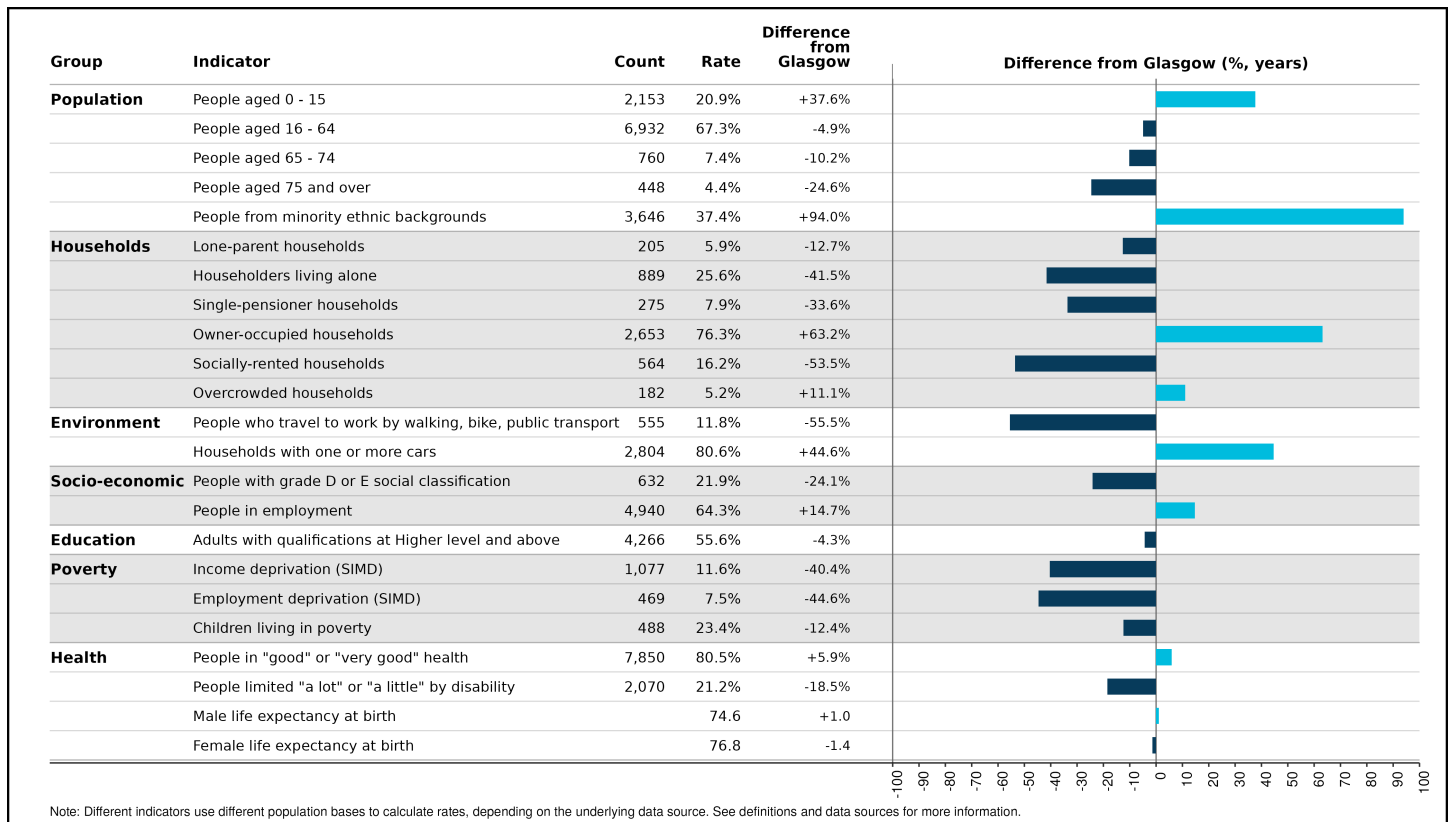 Group Indicator Count Rate Difference from Glasgow Difference from Glasgow (%, years)
Population People aged 0 - 15 2,153 20.9% +37.6%
People aged 16 - 64 6,932 67.3% -4.9%
People aged 65 - 74 760 7.4% -10.2%
People aged 75 and over 448 4.4% -24.6%
People from minority ethnic backgrounds 3,646 37.4% +94.0%
Households Lone-parent households 205 5.9% -12.7%
Householders living alone 889 25.6% -41.5%
Single-pensioner households 275 7.9% -33.6%
Owner-occupied households 2,653 76.3% +63.2%
Socially-rented households 564 16.2% -53.5%
Overcrowded households 182 5.2% +11.1%
Environment People who travel to work by walking, bike, public transport 555 11.8% -55.5%
Households with one or more cars 2,804 80.6% +44.6%
Socio-economic People with grade D or E social classification 632 21.9% -24.1%
People in employment 4,940 64.3% +14.7%
Education Adults with qualifications at Higher level and above 4,266 55.6% -4.3%
Poverty Income deprivation (SIMD) 1,077 11.6% -40.4%
Employment deprivation (SIMD) 469 7.5% -44.6%
Children living in poverty 488 23.4% -12.4%
Health People in "good" or "very good" health 7,850 80.5% +5.9%
People limited "a lot" or "a little" by disability 2,070 21.2% -18.5%
Male life expectancy at birth 74.6 +1.0
Female life expectancy at birth 76.8 -1.4
-100 -90 -80 -70 -60 -50 -40 -30 -20 -10 0 10 20 30 40 50 60 70 80 90 100
Note: Different indicators use different population bases to calculate rates, depending on the underlying data source. See definitions and data sources for more information.